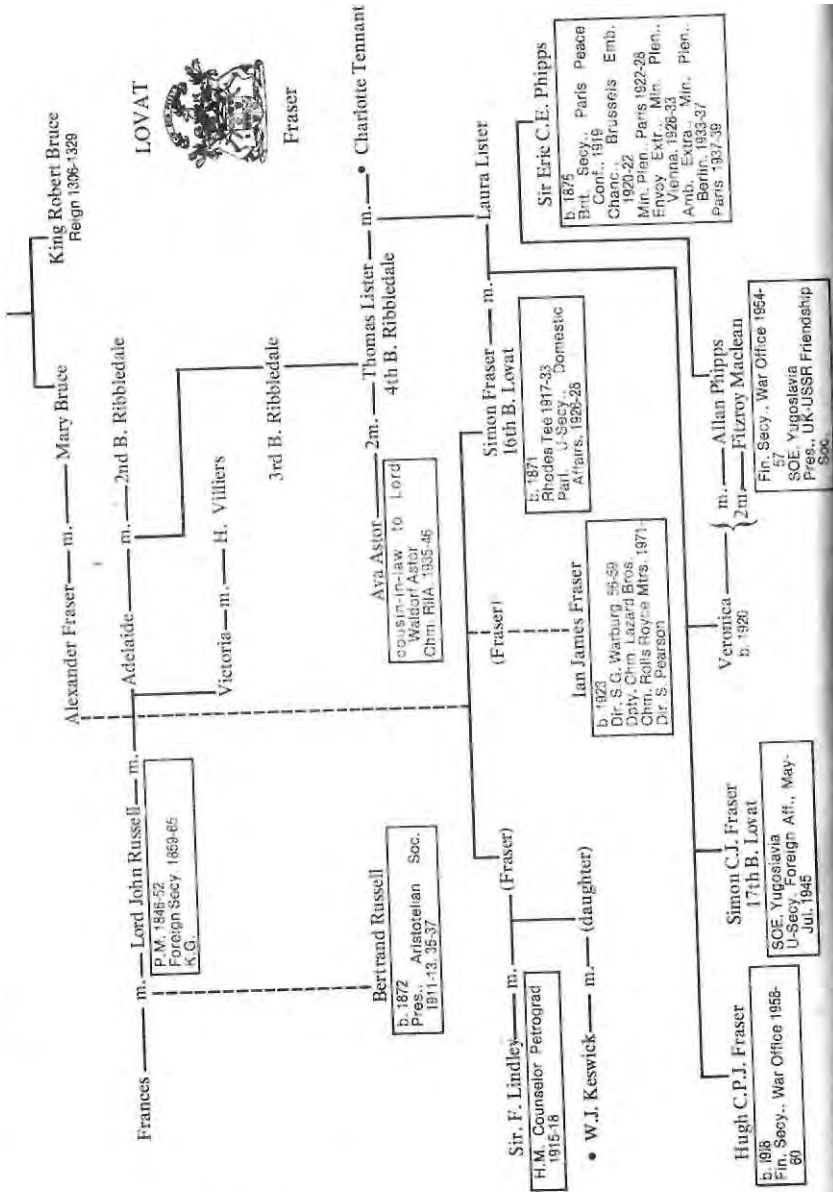 LOVAT
Fraser
King Robert Bruce
Reign 1306-1329
Alexander Fraser — m. — Mary Bruce
Frances — m. — Lord John Russell — m. — Adelaide — m. — 2nd B. Ribbledale
P.M. 1846-52
Foreign Secy. 1859-65
K.G.
Victoria — m. — H. Villiers
3rd B. Ribbledale
Bertrand Russell
b. 1872
Pres., Aristotelian Soc.
1911-13, 35-37
Ava Astor — 2m. — Thomas Lister — m. — • Charlotte Tennant
4th B. Ribbledale
cousin-in-law to Lord
Waldorf Astor
Chm. RIIA 1935-46
Sir. F. Lindley — m. — (Fraser)
H.M. Counselor Petrograd
1915-18
• W.J. Keswick — m. — (daughter)
(Fraser)
Ian James Fraser
b. 1923
Dir. S.G. Warburg
Dpty. Chm. Lazard Bros.
Chm. Rolls Royce Mtrs. 1971-
Dir. S. Pearson
Simon Fraser — m. — Laura Lister
16th B. Lovat
b. 1871
Rhodes Tee 1917-33
Parl. U-Secy., Domestic
Affairs, 1926-28
Sir Eric C.E. Phipps
b. 1875
Brit. Secy., Paris Peace
Conf., 1919
Chanc., Brussels Emb.
1920-22
Min. Plen., Paris 1922-28
Envoy Extr., Min. Plen.,
Vienna, 1928-33
Amb. Extra., Min. Plen.,
Berlin, 1933-37
Paris 1937-39
Hugh C.P.J. Fraser
b. 1918
Fin. Secy., War Office 1958-
60
Simon C.J. Fraser
17th B. Lovat
SOE, Yugoslavia
U-Secy, Foreign Aff., May-
Jul. 1945
Veronica
b. 1920
m. — Allan Phipps
2m. — Fitzroy Maclean
Fin. Secy., War Office 1954-
57
SOE, Yugoslavia
Pres., UK-USSR Friendship
Soc.